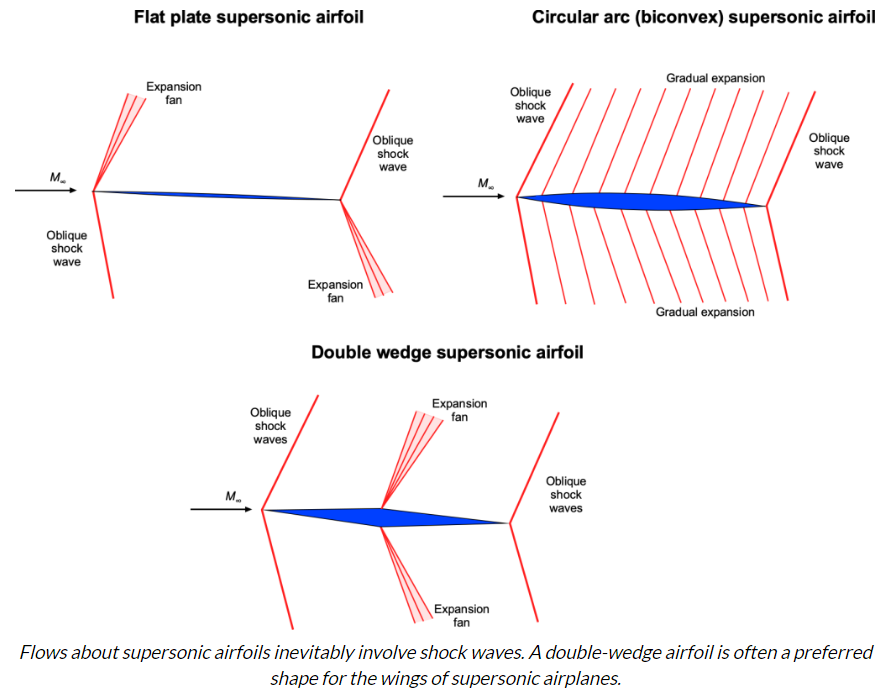 Flat plate supersonic airfoil
Expansion
fan
M∞
Oblique
shock
wave
Oblique
shock
wave
Expansion
fan
Circular arc (biconvex) supersonic airfoil
Gradual expansion
Oblique
shock
wave
Oblique
shock
wave
M∞
Gradual expansion
Double wedge supersonic airfoil
Oblique
shock
waves
Expansion
fan
M∞
Oblique
shock
waves
Expansion
fan
Flows about supersonic airfoils inevitably involve shock waves. A double-wedge airfoil is often a preferred
shape for the wings of supersonic airplanes.